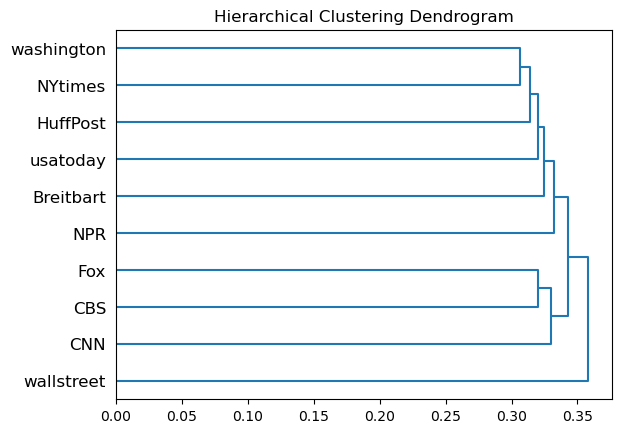 Hierarchical Clustering Dendrogram
washington
NYtimes
HuffPost
usatoday
Breitbart
NPR
Fox
CBS
CNN
wallstreet
0.00 0.05 0.10 0.15 0.20 0.25 0.30 0.35